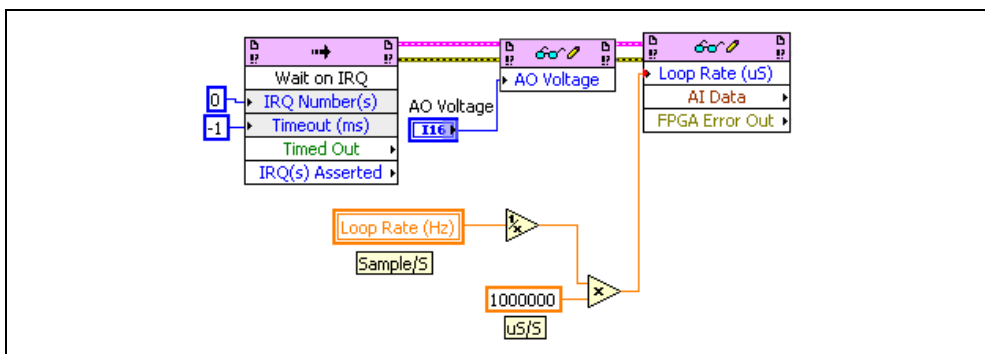 Wait on IRQ
0
IRQ Number(s)
-1
Timeout (ms)
Timed Out
IRQ(s) Asserted
AO Voltage
I16
AO Voltage
Loop Rate (uS)
AI Data
FPGA Error Out
Loop Rate (Hz)
1/x
Sample/S
x
1000000
uS/S